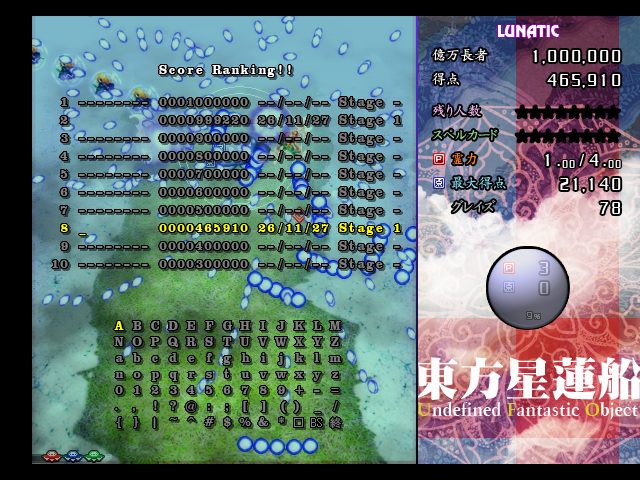 Score Ranking!!
1 -------- 0001000000 --/--/-- Stage -
2 0000999220 26/11/27 Stage 1
3 -------- 0000900000 --/--/-- Stage -
4 -------- 0000800000 --/--/-- Stage -
5 -------- 0000700000 --/--/-- Stage -
6 -------- 0000600000 --/--/-- Stage -
7 -------- 0000500000 --/--/-- Stage -
8 _ 0000465910 26/11/27 Stage 1
9 -------- 0000400000 --/--/-- Stage -
10 -------- 0000300000 --/--/-- Stage -
A B C D E F G H I J K L M
N O P Q R S T U V W X Y Z
a b c d e f g h i j k l m
n o p q r s t u v w x y z
0 1 2 3 4 5 6 7 8 9 + - =
. , ! ? @ : ; [ ] ( ) _ /
{ } | ~ ^ # $ % & * □ BS 終
LUNATIC
億万長者 1,000,000
得点 465,910
残り人数
スペルカード
P 霊力 1.00/4.00
点 最大得点 21,140
グレイズ 78
P 3
点 0
9%
東方星蓮船
Undefined Fantastic Object